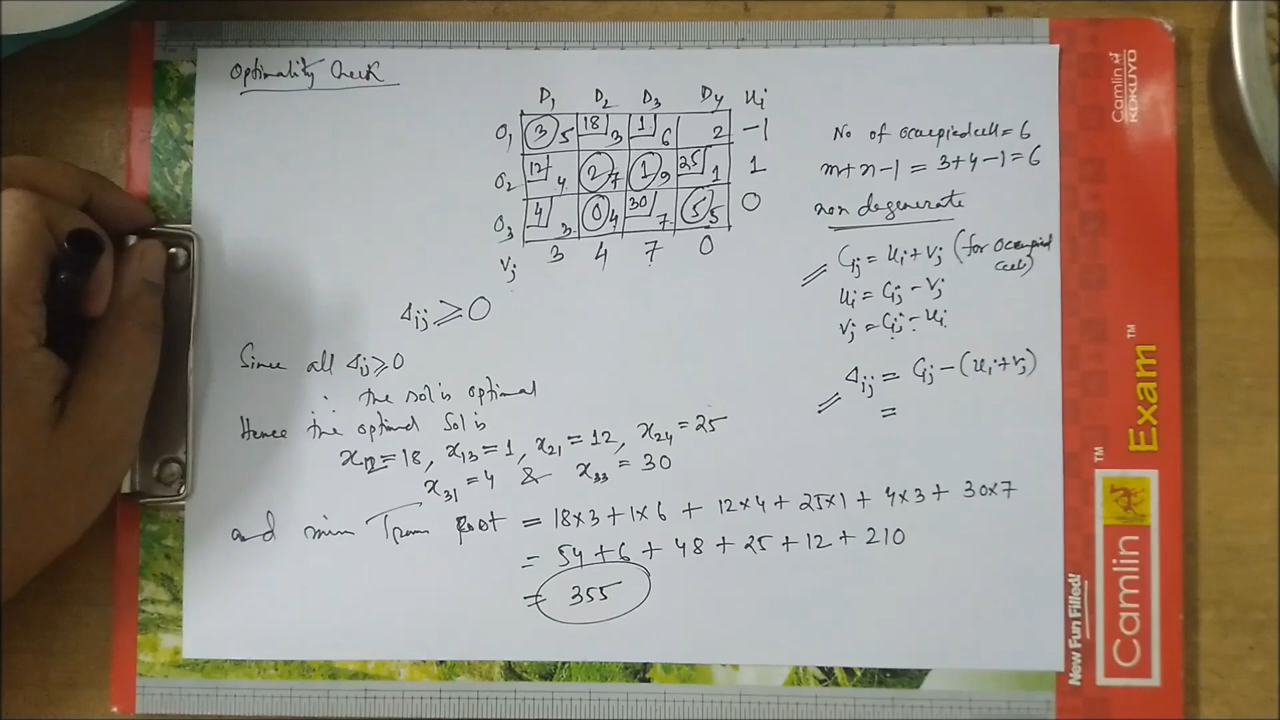 Optimality Check
D1 D2 D3 D4 ui
O1 3 5 18 3 1 6 2 -1
O2 12 4 2 7 1 9 25 1 1
O3 4 3 0 4 30 7 5 5 0
vj 3 4 7 0
Δij ⩾ 0
Since all Δij ⩾ 0
∴ the sol is optimal
Hence the optimal sol is
x12 = 18, x13 = 1, x21 = 12, x24 = 25
x31 = 4 & x33 = 30
and min Tran cost = 18×3 + 1×6 + 12×4 + 25×1 + 4×3 + 30×7
= 54 + 6 + 48 + 25 + 12 + 210
= 355
No of occupied cell = 6
m+n-1 = 3+4-1 = 6
non degenerate
Cij = ui + vj (for occupied
cell)
ui = Cij - vj
vj = Cij - ui
Δij = Cij - (ui + vj)
=
Camlin
KOKUYO
Exam™
New Fun Filled!
Camlin™